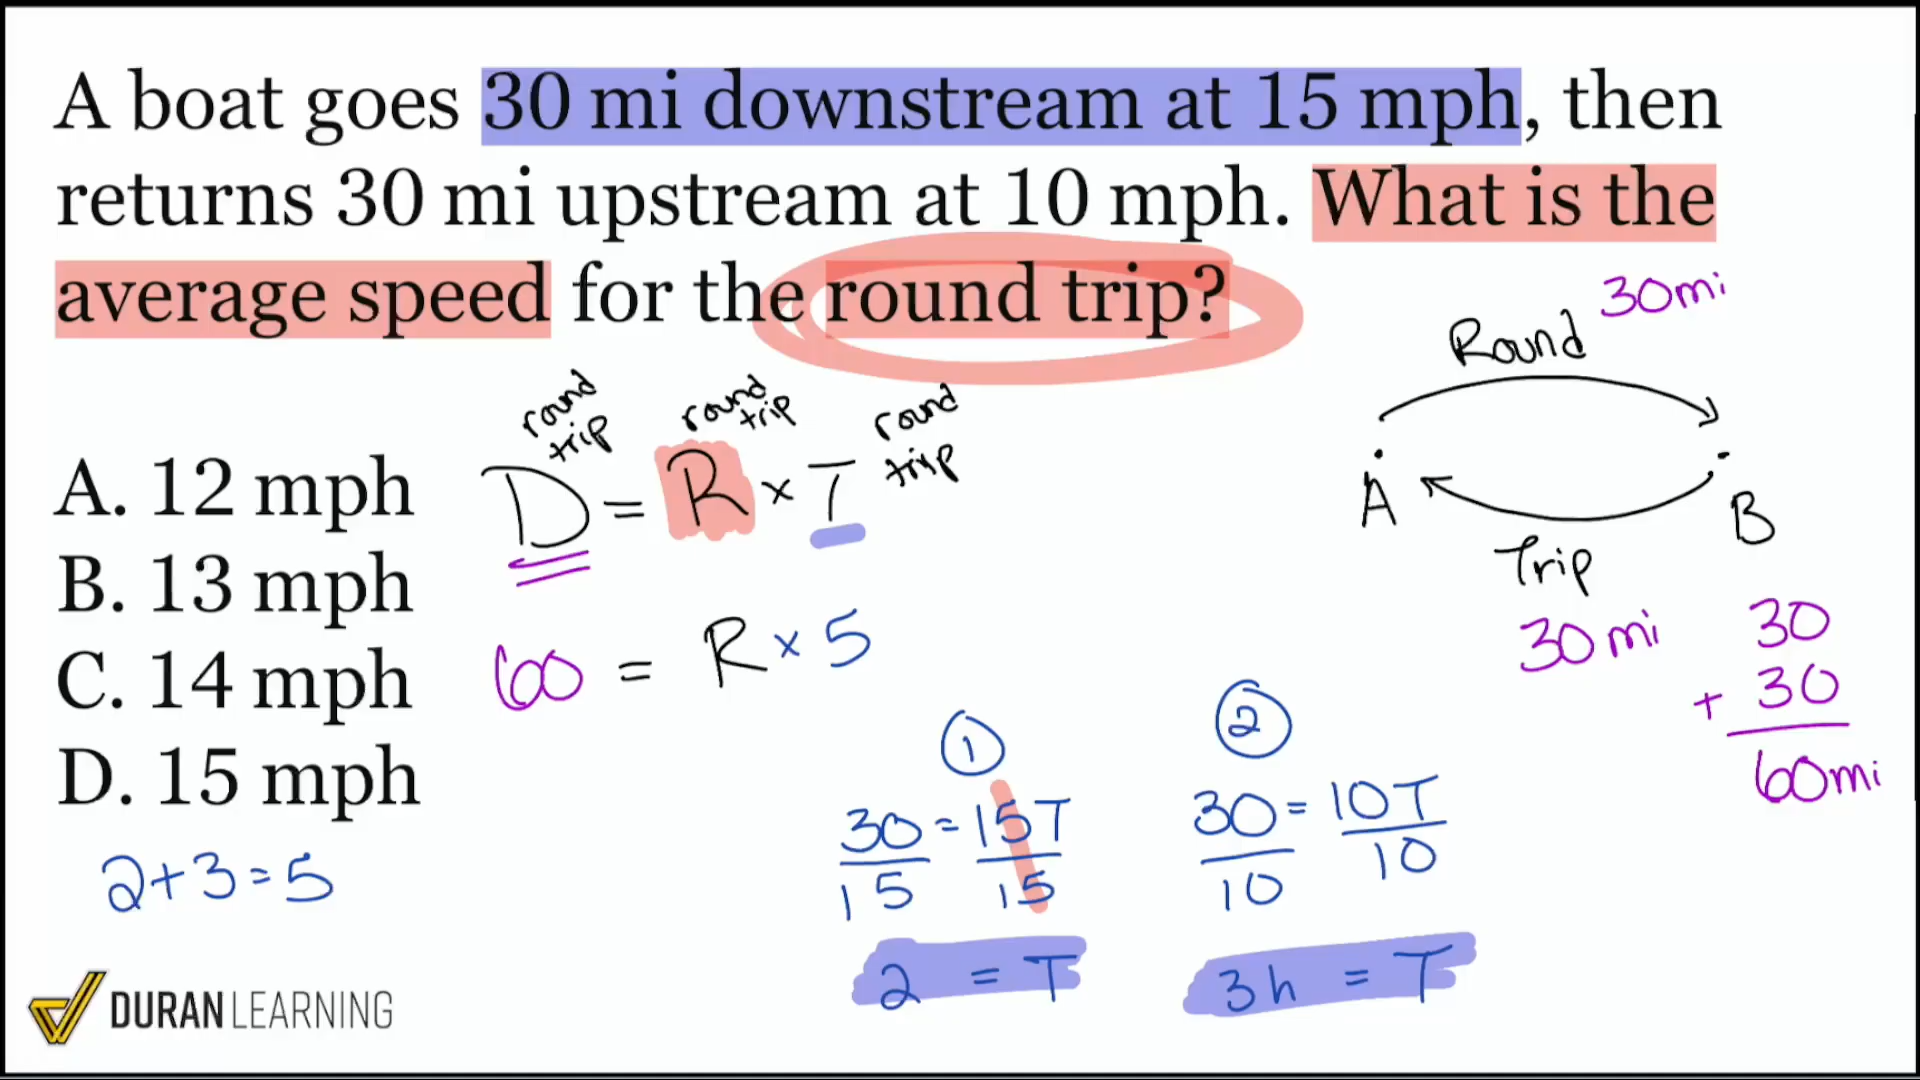 A boat goes 30 mi downstream at 15 mph, then
returns 30 mi upstream at 10 mph. What is the
average speed for the round trip?
30mi
Round
round trip
round trip
round trip
D = R × T
A
B
Trip
30 mi
A. 12 mph
B. 13 mph
C. 14 mph
D. 15 mph
60 = R × 5
30
+ 30
60mi
1
30 = 15T
15 15
2 = T
2
30 = 10T
10 10
3h = T
2+3=5
DURAN LEARNING